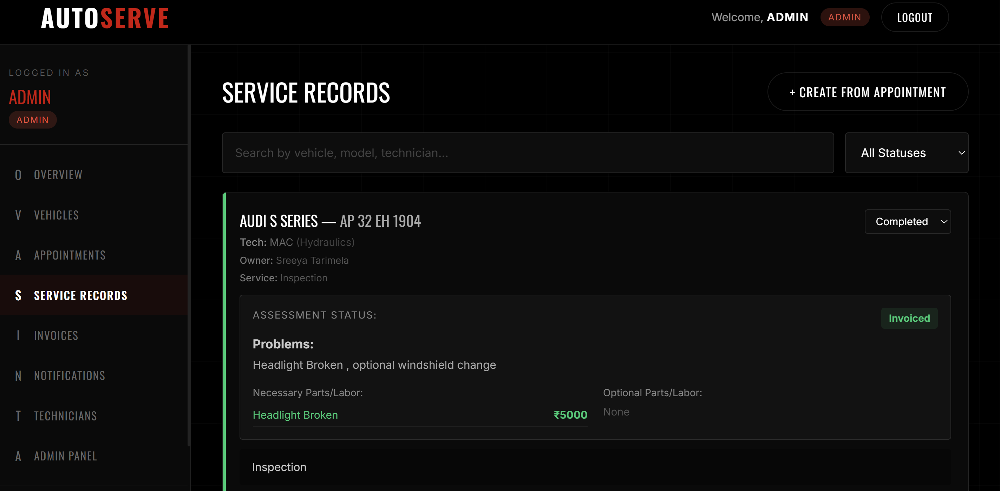 AUTOSERVE
Welcome, ADMIN ADMIN LOGOUT
LOGGED IN AS
ADMIN
ADMIN
O OVERVIEW
V VEHICLES
A APPOINTMENTS
S SERVICE RECORDS
I INVOICES
N NOTIFICATIONS
T TECHNICIANS
A ADMIN PANEL
SERVICE RECORDS
+ CREATE FROM APPOINTMENT
Search by vehicle, model, technician...
All Statuses
AUDI S SERIES — AP 32 EH 1904
Completed
Tech: MAC (Hydraulics)
Owner: Sreeya Tarimela
Service: Inspection
ASSESSMENT STATUS:
Invoiced
Problems:
Headlight Broken , optional windshield change
Necessary Parts/Labor:
Headlight Broken ₹5000
Optional Parts/Labor:
None
Inspection